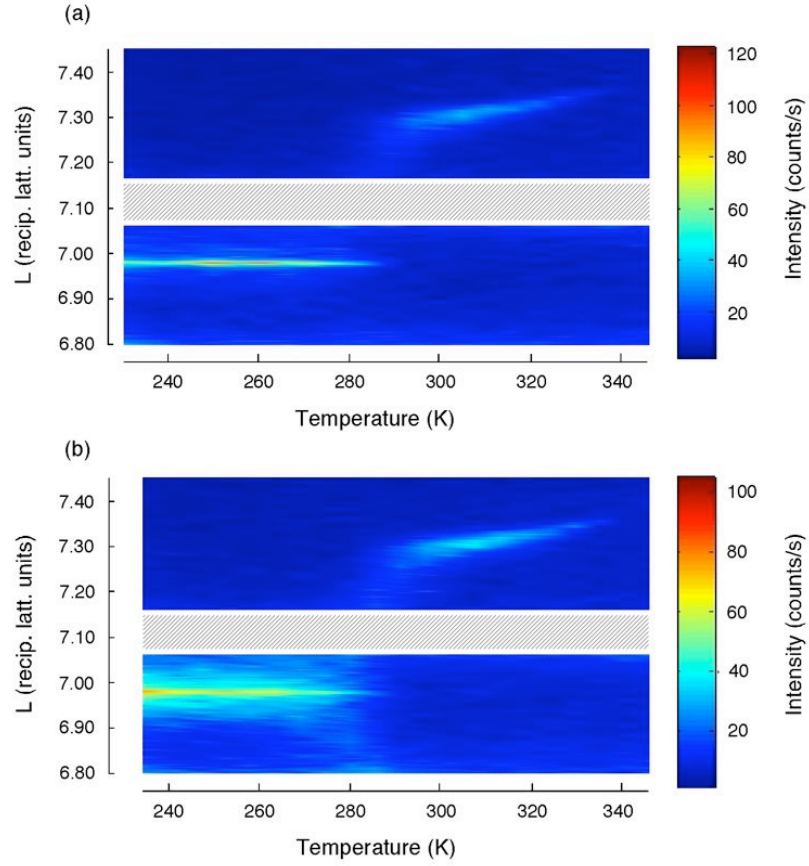 (a)
L (recip. latt. units)
7.40
7.30
7.20
7.10
7.00
6.90
6.80
240 260 280 300 320 340
Temperature (K)
120
100
80
60
40
20
Intensity (counts/s)
(b)
L (recip. latt. units)
7.40
7.30
7.20
7.10
7.00
6.90
6.80
240 260 280 300 320 340
Temperature (K)
100
80
60
40
20
Intensity (counts/s)